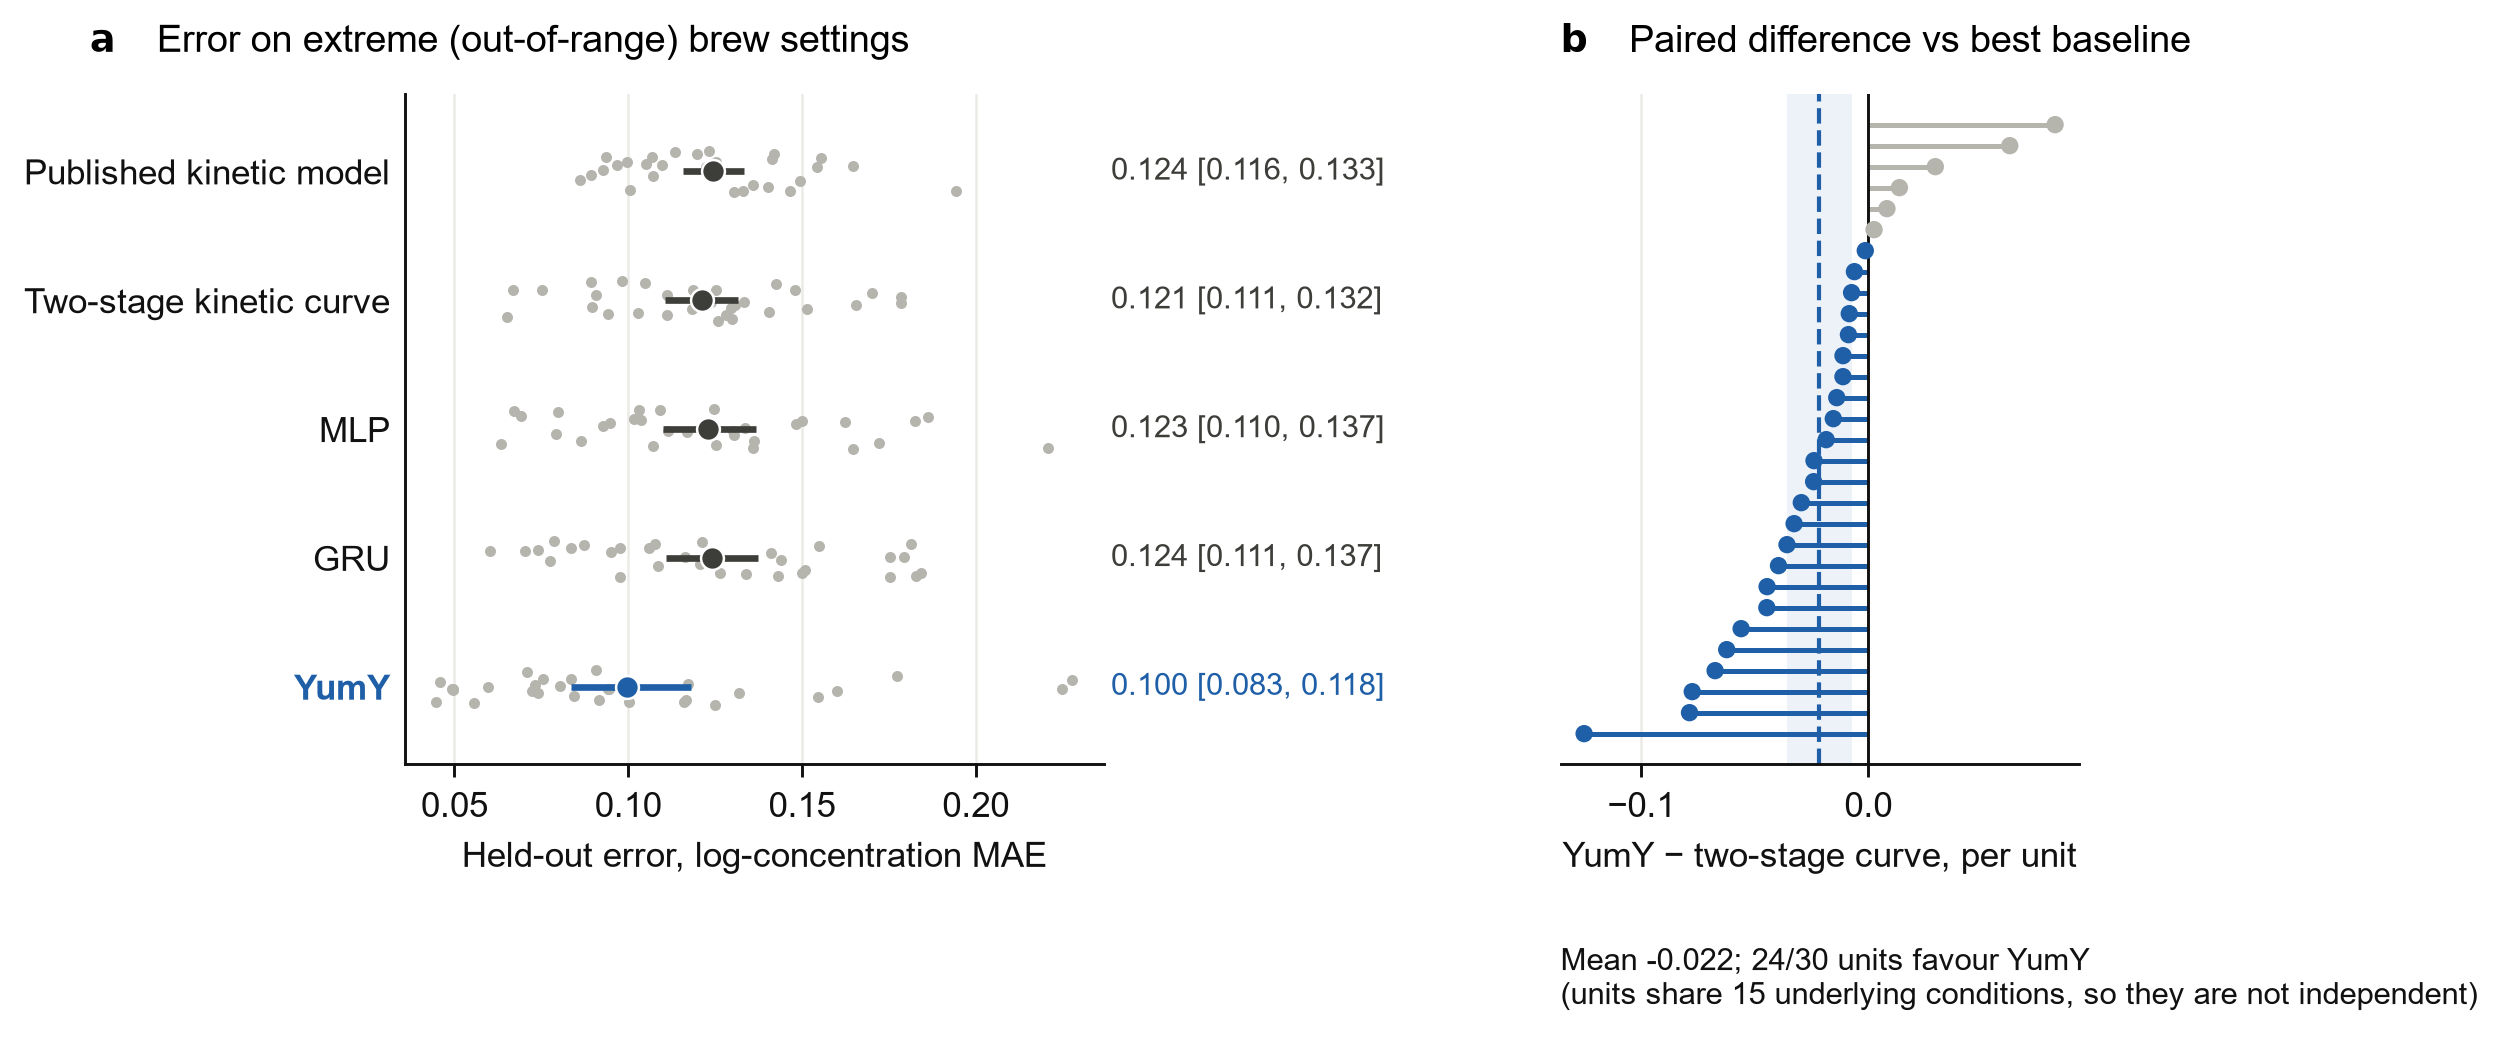 a Error on extreme (out-of-range) brew settings
Published kinetic model
0.124 [0.116, 0.133]
Two-stage kinetic curve
0.121 [0.111, 0.132]
MLP
0.123 [0.110, 0.137]
GRU
0.124 [0.111, 0.137]
YumY
0.100 [0.083, 0.118]
0.05 0.10 0.15 0.20
Held-out error, log-concentration MAE
b Paired difference vs best baseline
−0.1 0.0
YumY − two-stage curve, per unit
Mean -0.022; 24/30 units favour YumY
(units share 15 underlying conditions, so they are not independent)